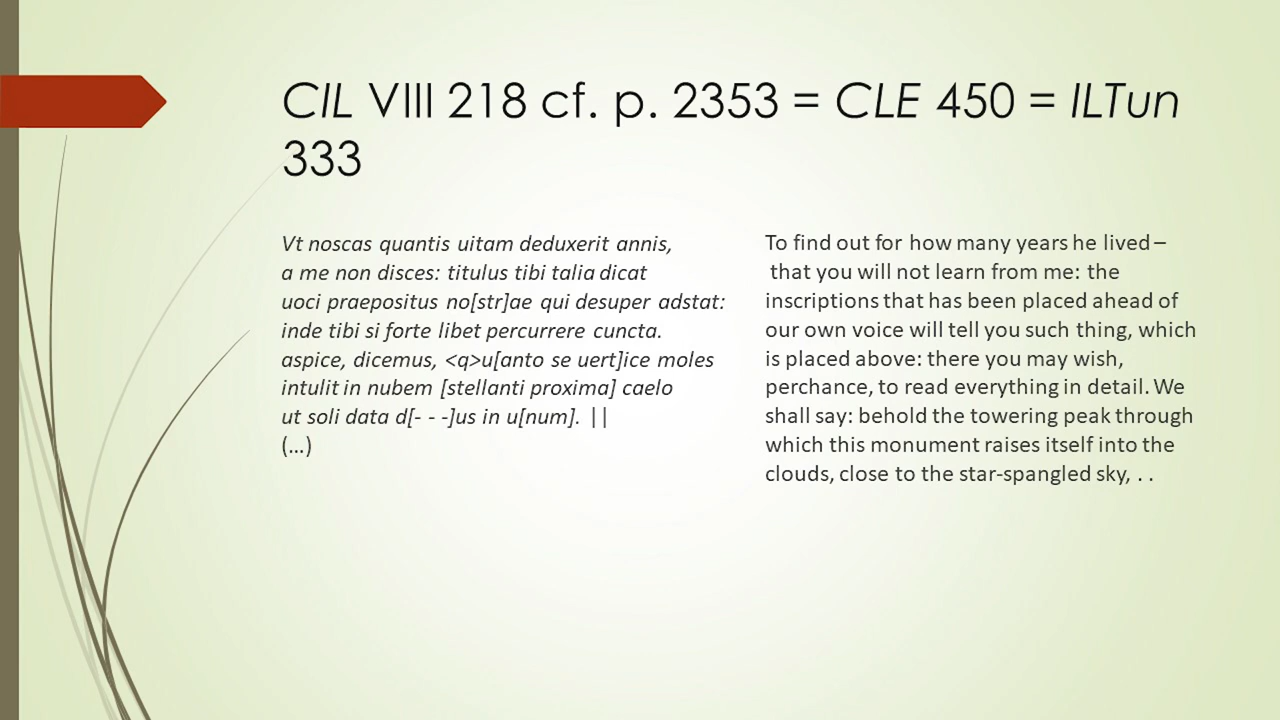 CIL VIII 218 cf. p. 2353 = CLE 450 = ILTun
333
Vt noscas quantis uitam deduxerit annis,
a me non disces: titulus tibi talia dicat
uoci praepositus no[str]ae qui desuper adstat:
inde tibi si forte libet percurrere cuncta.
aspice, dicemus, <q>u[anto se uert]ice moles
intulit in nubem [stellanti proxima] caelo
ut soli data d[- - -]us in u[num]. ||
(...)
To find out for how many years he lived –
that you will not learn from me: the
inscriptions that has been placed ahead of
our own voice will tell you such thing, which
is placed above: there you may wish,
perchance, to read everything in detail. We
shall say: behold the towering peak through
which this monument raises itself into the
clouds, close to the star-spangled sky, . .